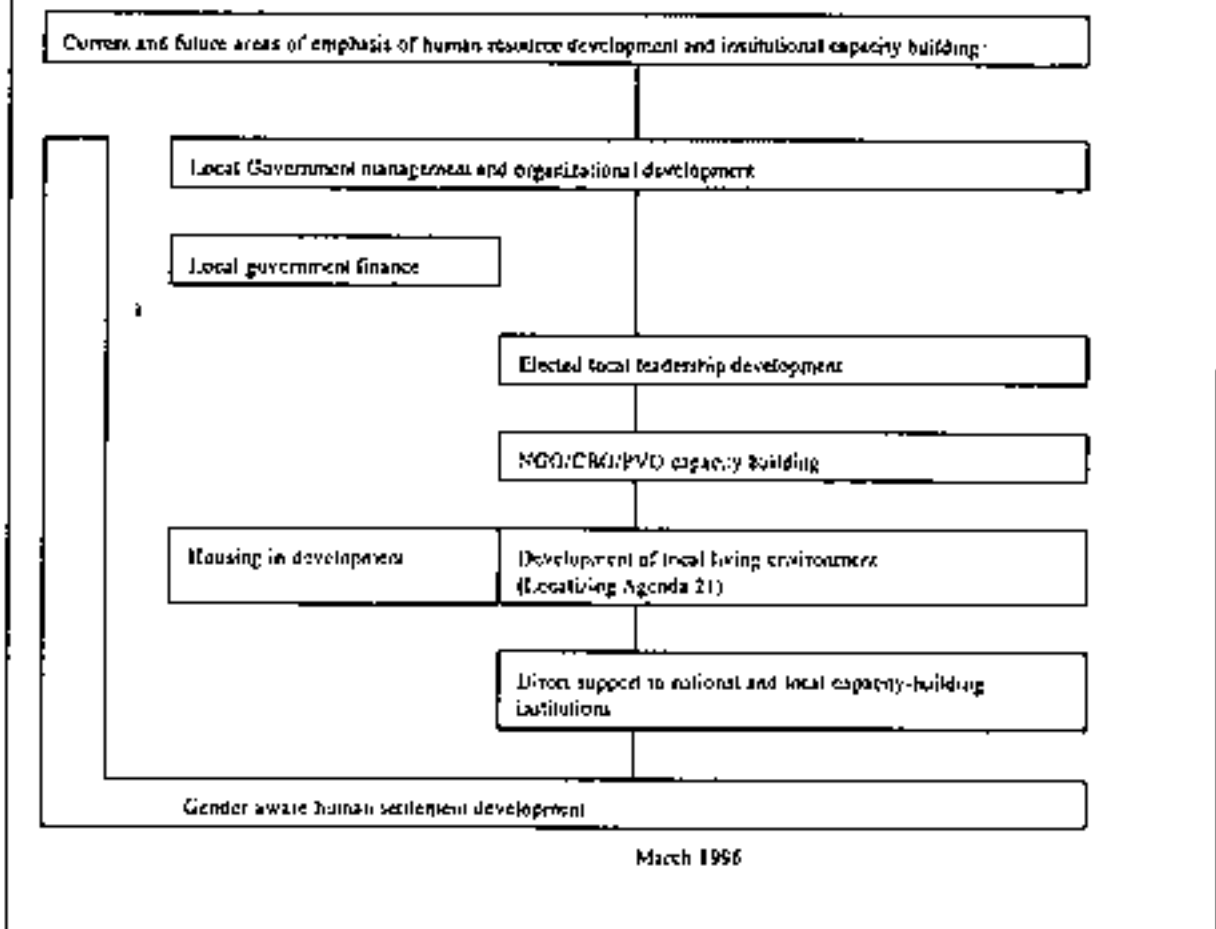 Current and future areas of emphasis of human resource development and institutional capacity building
Local Government management and organizational development
Local government finance
Elected local leadership development
NGO/CBO/PVO capacity building
Housing in development
Development of local living environment
(Localizing Agenda 21)
Direct support to national and local capacity-building
institutions
Gender aware human settlement development
March 1996